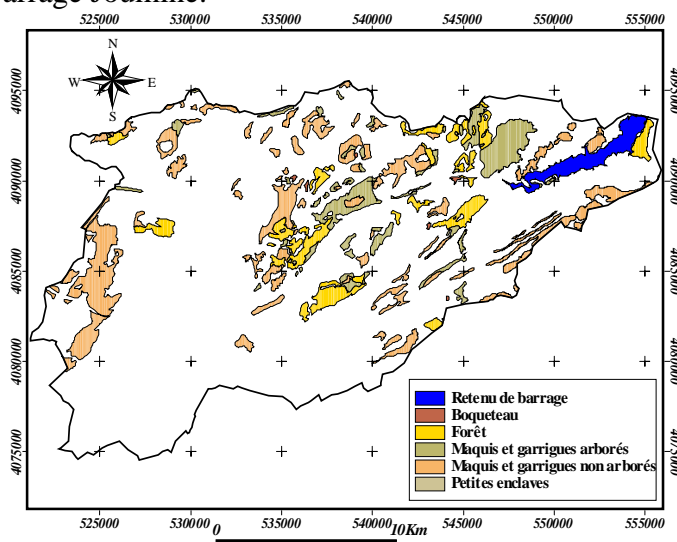 arrage Joumine.
525000 530000 535000 540000 545000 550000 555000
N
W E
S
4095000 4095000
4090000 4090000
4085000 4085000
4080000 4080000
4075000 4075000
Retenu de barrage
Boqueteau
Forêt
Maquis et garrigues arborés
Maquis et garrigues non arborés
Petites enclaves
525000 530000 535000 540000 545000 550000 555000
0 10Km